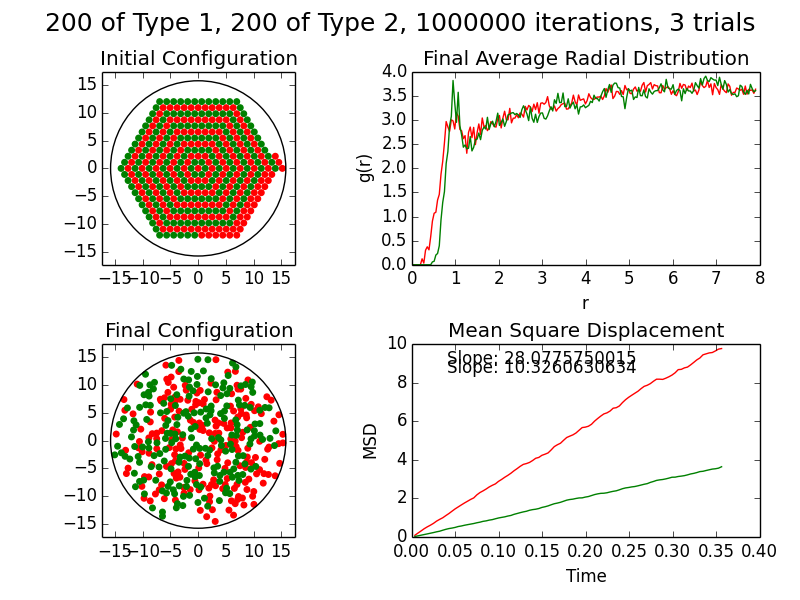 200 of Type 1, 200 of Type 2, 1000000 iterations, 3 trials
Initial Configuration
15
10
5
0
−5
−10
−15
−15−10−5 0 5 10 15
Final Average Radial Distribution
g(r)
4.0
3.5
3.0
2.5
2.0
1.5
1.0
0.5
0.0
0 1 2 3 4 5 6 7 8
r
Final Configuration
15
10
5
0
−5
−10
−15
−15−10−5 0 5 10 15
Mean Square Displacement
Slope: 28.0775750015
Slope: 10.3260630634
MSD
10
8
6
4
2
0
0.00 0.05 0.10 0.15 0.20 0.25 0.30 0.35 0.40
Time